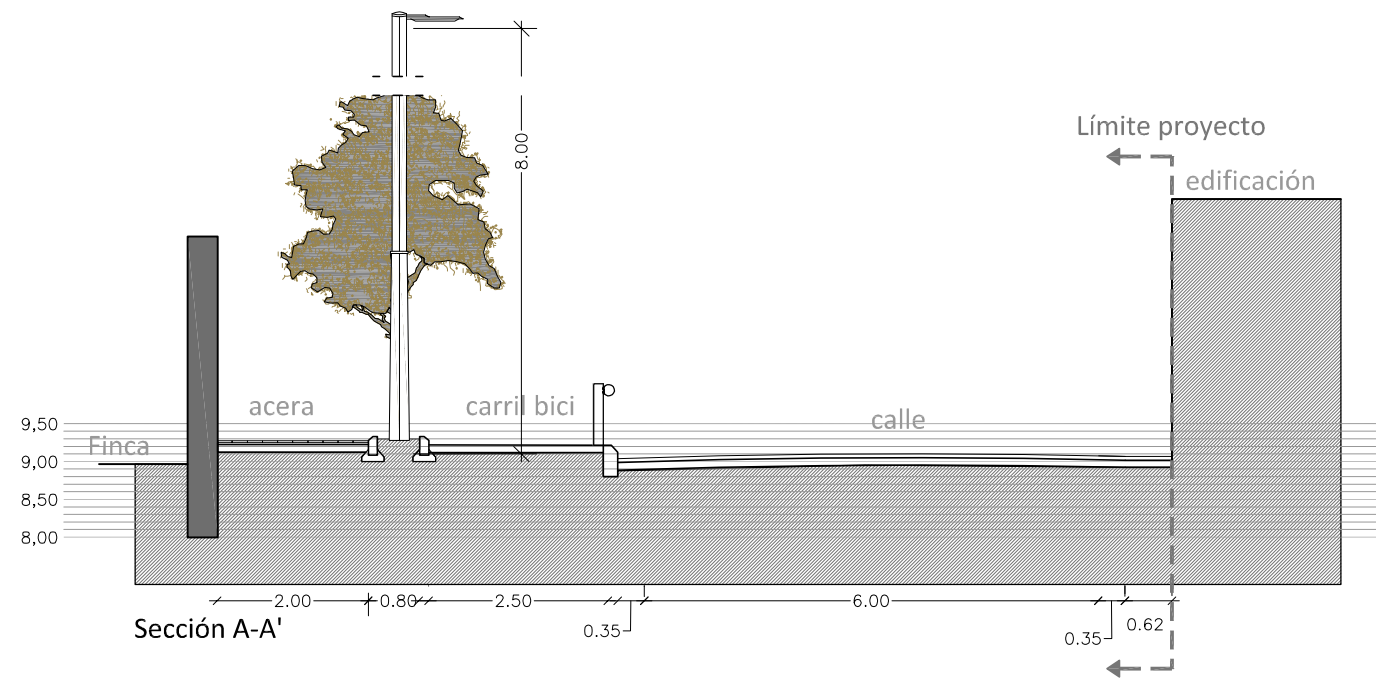 8.00
Límite proyecto
edificación
acera
carril bici
calle
9,50
Finca
9,00
8,50
8,00
2.00
0.80
2.50
6.00
0.35
0.35
0.62
Sección A-A'